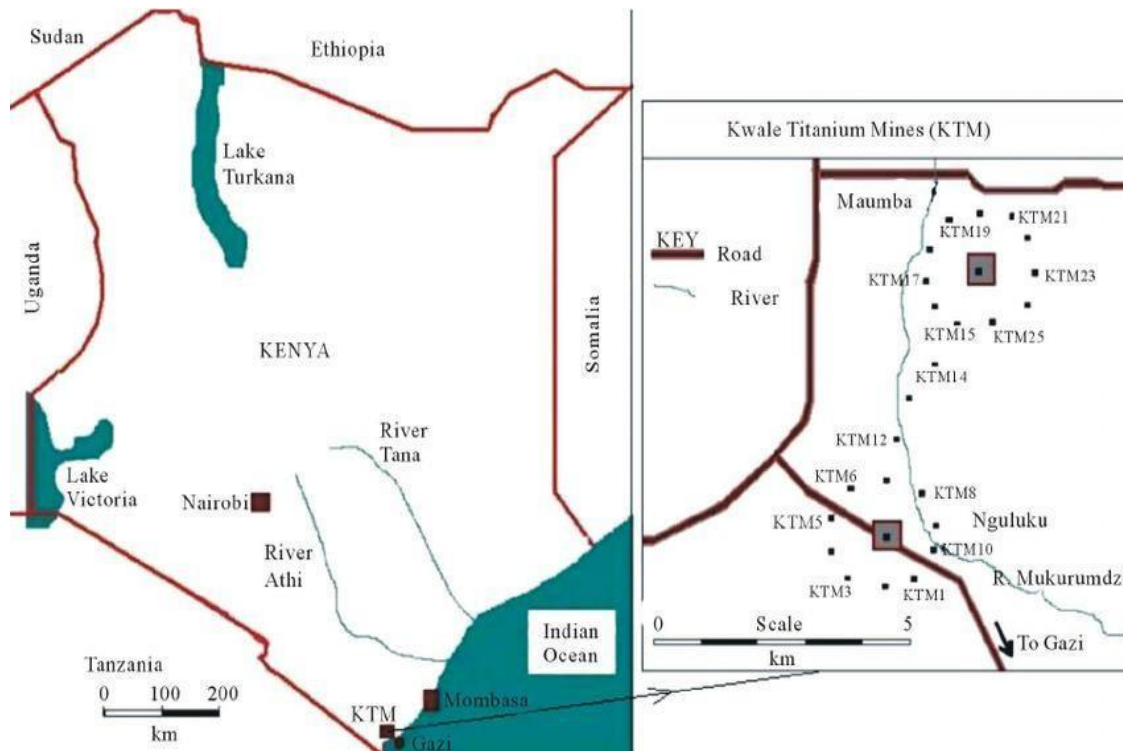 Sudan
Ethiopia
Lake
Turkana
Uganda
KENYA
Somalia
River
Tana
Lake
Victoria
Nairobi
River
Athi
Indian
Ocean
Tanzania
0 100 200
km
Mombasa
KTM
Gazi
Kwale Titanium Mines (KTM)
Maumba
KTM19
KTM21
KEY
Road
River
KTM17
KTM23
KTM15
KTM25
KTM14
KTM12
KTM6
KTM8
KTM5
Nguluku
KTM10
KTM3
KTM1
R. Mukurumdz
0 Scale 5
km
To Gazi